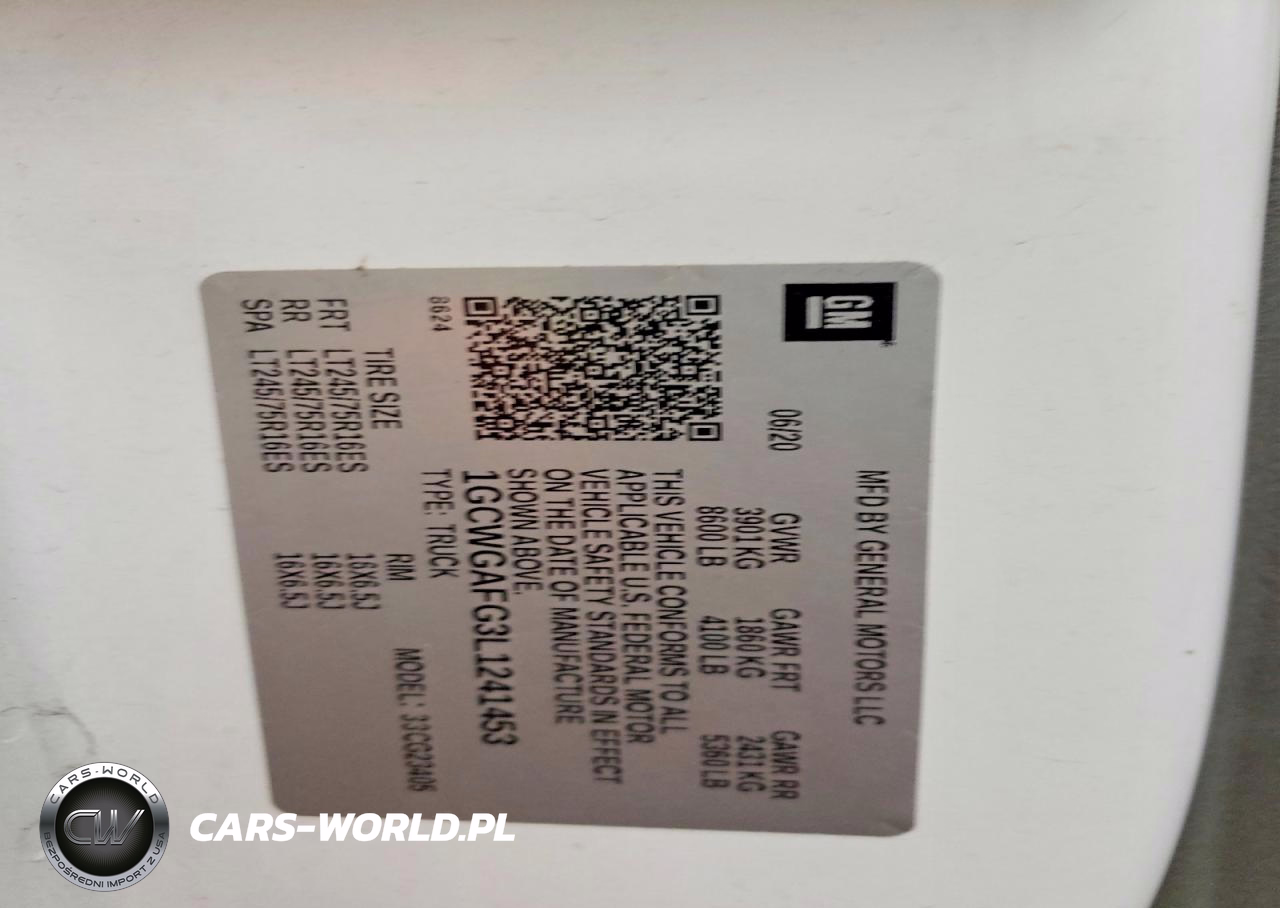 GM
MFD BY GENERAL MOTORS LLC
06/20
GVWR GAWR FRT GAWR RR
3901 KG 1860 KG 2431 KG
8600 LB 4100 LB 5360 LB
THIS VEHICLE CONFORMS TO ALL
APPLICABLE U.S. FEDERAL MOTOR
VEHICLE SAFETY STANDARDS IN EFFECT
ON THE DATE OF MANUFACTURE
SHOWN ABOVE.
1GCWGAFG3L1241453
8624
TYPE: TRUCK
MODEL: 33CG23405
TIRE SIZE RIM
FRT LT245/75R16ES 16X6.5J
RR LT245/75R16ES 16X6.5J
SPA LT245/75R16ES 16X6.5J
CARS-WORLD
CW
BEZPOŚREDNI IMPORT Z USA
CARS-WORLD.PL